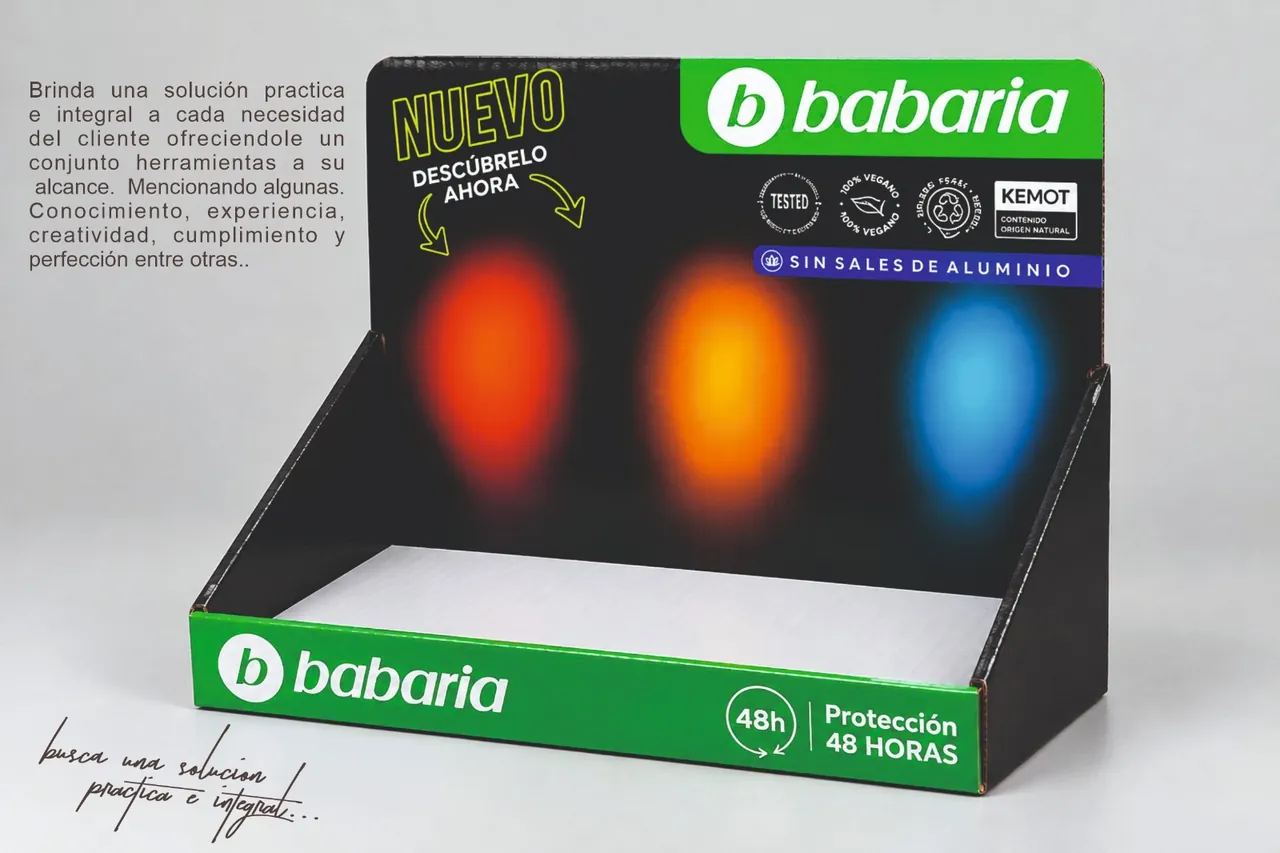 Brinda una solución practica
e integral a cada necesidad
del cliente ofreciendole un
conjunto herramientas a su
alcance. Mencionando algunas.
Conocimiento, experiencia,
creatividad, cumplimiento y
perfección entre otras..
NUEVO
DESCÚBRELO
AHORA
b babaria
TESTED
100% VEGANO
100% VEGANO
KEMOT
CONTENIDO
ORIGEN NATURAL
SIN SALES DE ALUMINIO
b babaria
48h
Protección
48 HORAS
busca una solucion
practica e integral...